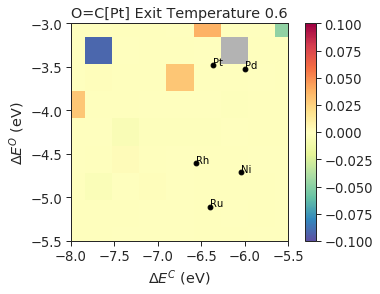 O=C[Pt] Exit Temperature 0.6
−3.0
−3.5
−4.0
−4.5
−5.0
−5.5
ΔE^O (eV)
Pt
Pd
Rh
Ni
Ru
−8.0 −7.5 −7.0 −6.5 −6.0 −5.5
ΔE^C (eV)
0.100
0.075
0.050
0.025
0.000
−0.025
−0.050
−0.075
−0.100